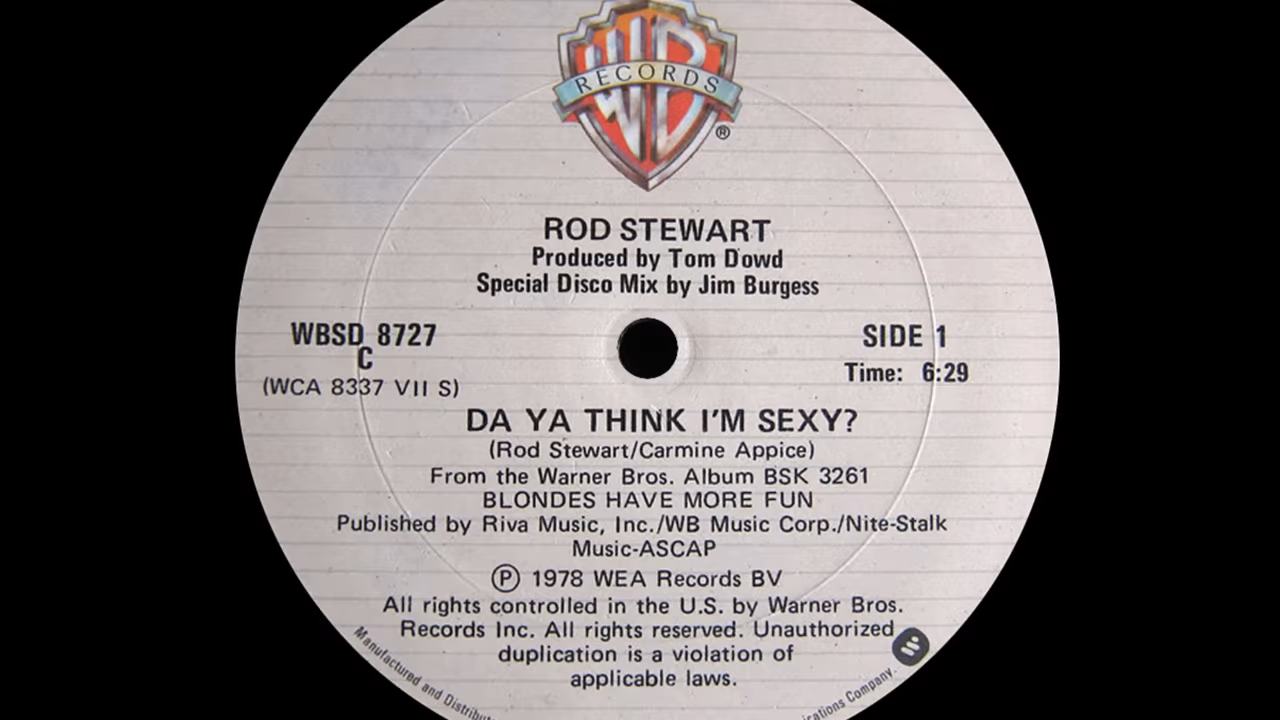 WB
RECORDS
®
ROD STEWART
Produced by Tom Dowd
Special Disco Mix by Jim Burgess
WBSD 8727
C
(WCA 8337 VII S)
SIDE 1
Time: 6:29
DA YA THINK I'M SEXY?
(Rod Stewart/Carmine Appice)
From the Warner Bros. Album BSK 3261
BLONDES HAVE MORE FUN
Published by Riva Music, Inc./WB Music Corp./Nite-Stalk
Music-ASCAP
Ⓟ 1978 WEA Records BV
All rights controlled in the U.S. by Warner Bros.
Records Inc. All rights reserved. Unauthorized
duplication is a violation of
applicable laws.
Manufactured and Distribut
ications Company.